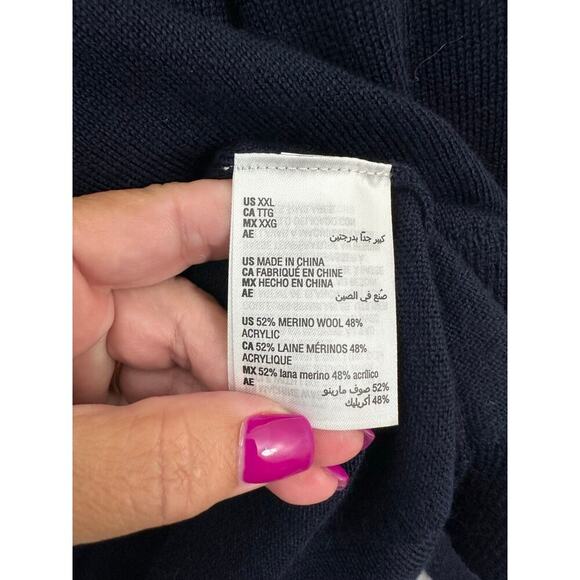 US XXL
CA TTG
MX XXG
AE كبير جداً بدرجتين
US MADE IN CHINA
CA FABRIQUÉ EN CHINE
MX HECHO EN CHINA
AE صُنع في الصين
US 52% MERINO WOOL 48%
ACRYLIC
CA 52% LAINE MÉRINOS 48%
ACRYLIQUE
MX 52% lana merino 48% acrílico
AE 52% صوف مارينو
48% أكريليك